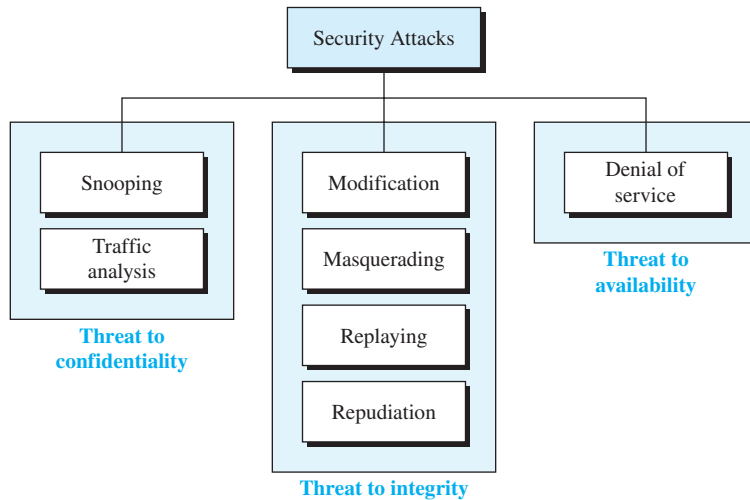 Security Attacks
Snooping
Traffic
analysis
Threat to
confidentiality
Modification
Masquerading
Replaying
Repudiation
Threat to integrity
Denial of
service
Threat to
availability